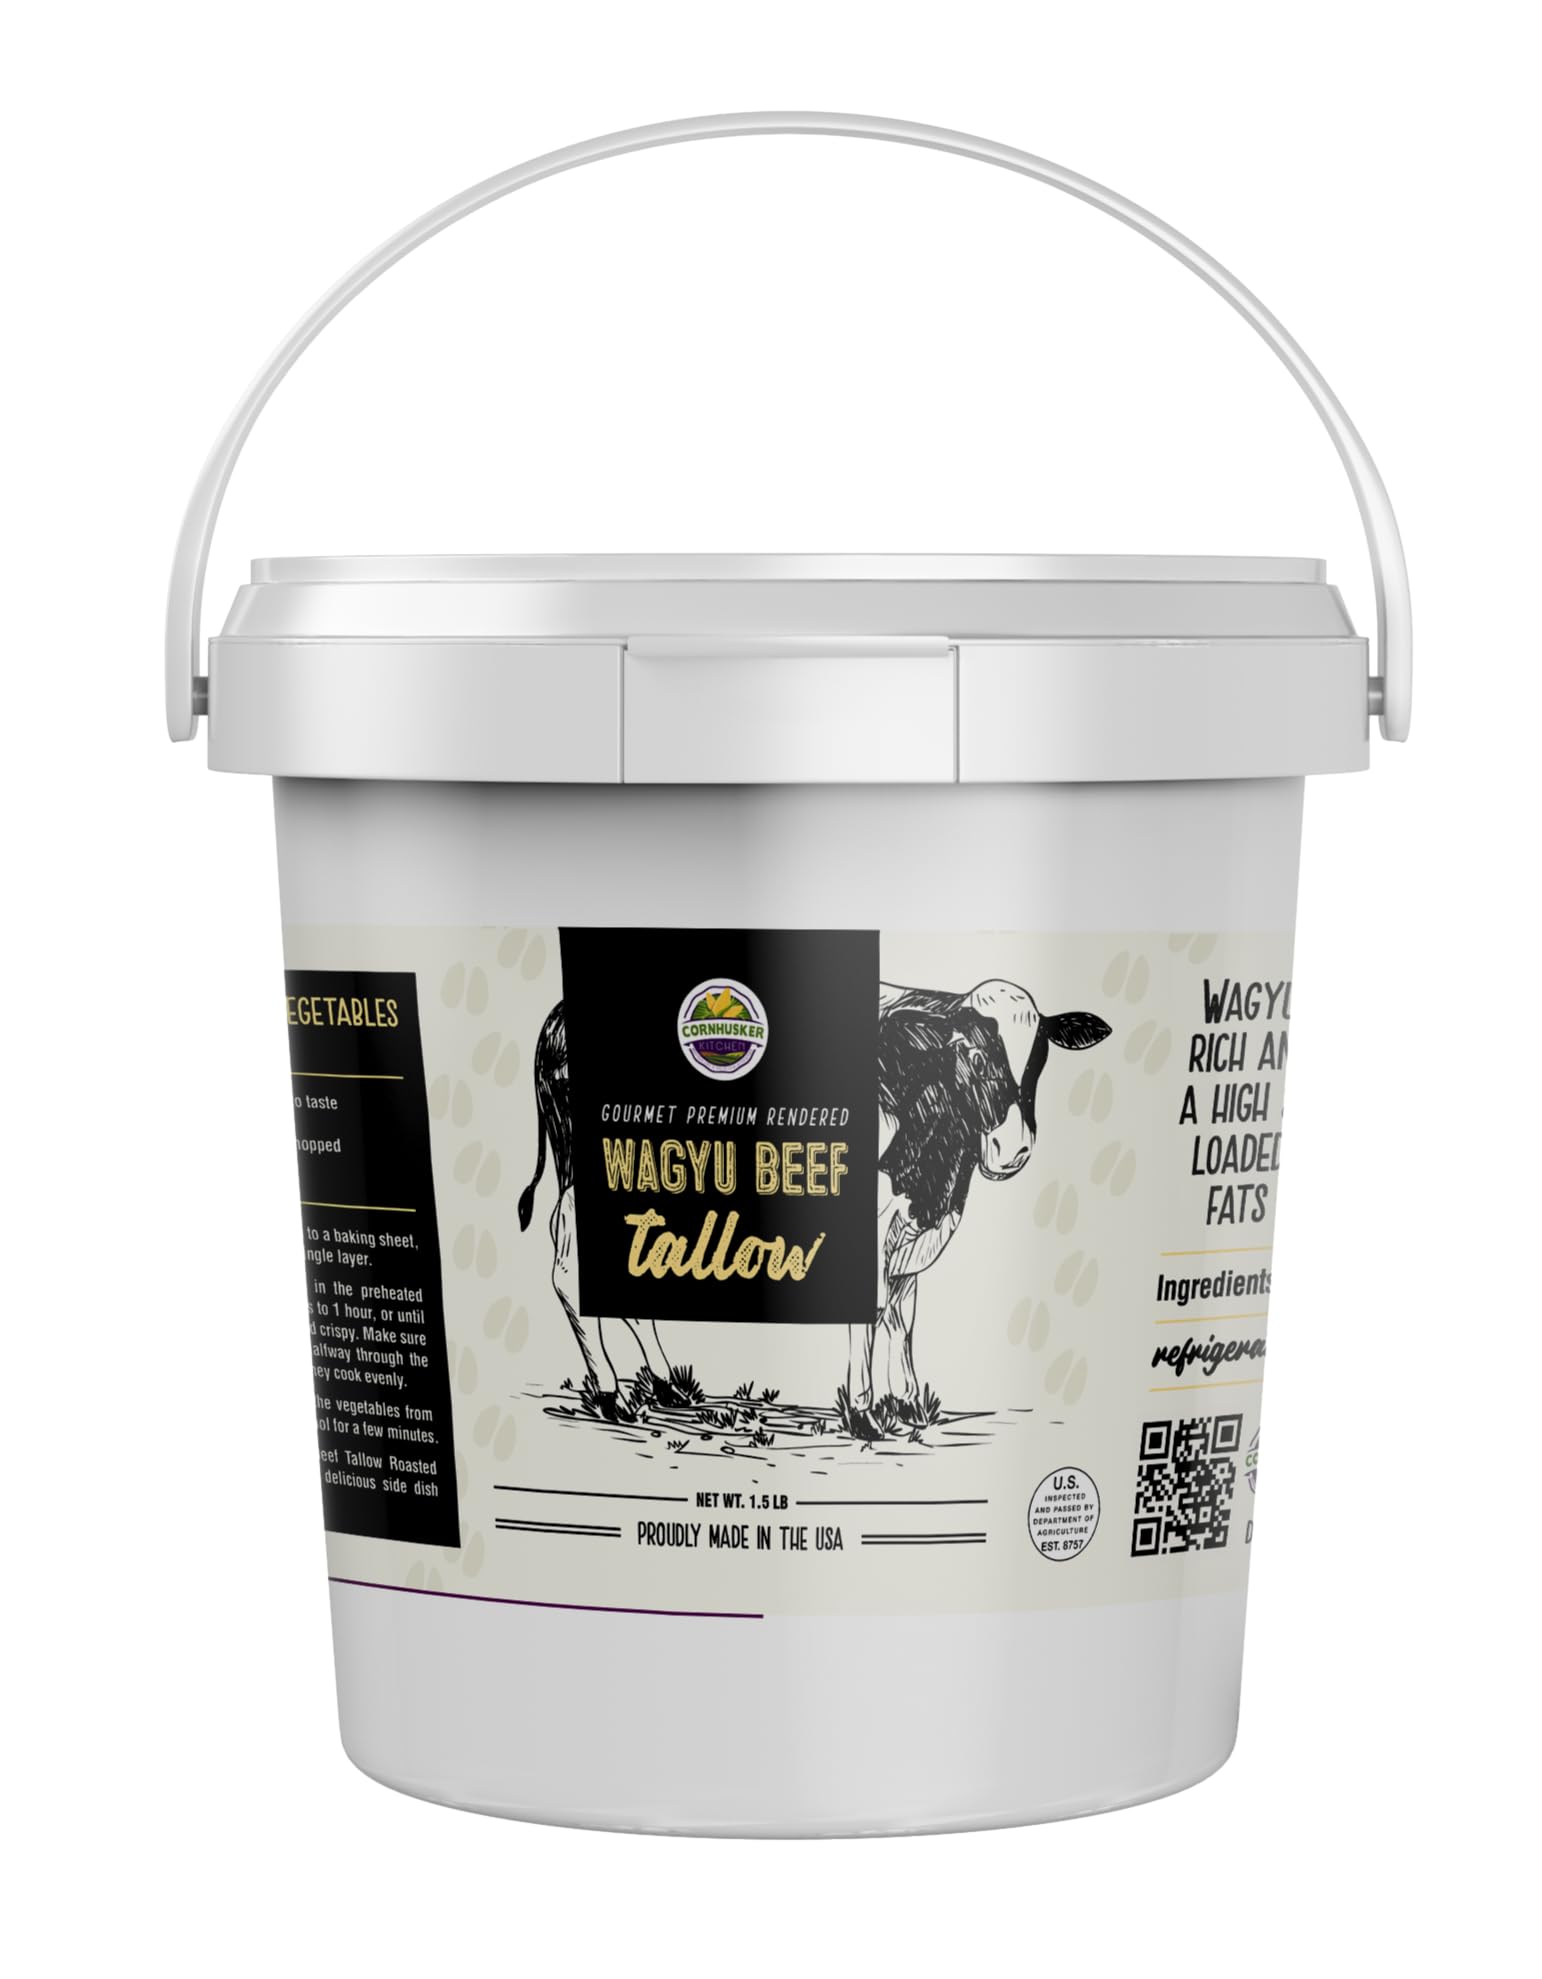 EGETABLES
o taste
hopped
to a baking sheet,
ngle layer.
in the preheated
s to 1 hour, or until
d crispy. Make sure
alfway through the
hey cook evenly.
the vegetables from
ool for a few minutes.
eef Tallow Roasted
delicious side dish
CORNHUSKER
KITCHEN
GOURMET PREMIUM RENDERED
WAGYU BEEF
tallow
NET WT. 1.5 LB
PROUDLY MADE IN THE USA
U.S.
INSPECTED
AND PASSED BY
DEPARTMENT OF
AGRICULTURE
EST. 8757
WAGYU
RICH AN
A HIGH
LOADED
FATS
Ingredients
refrigera
D